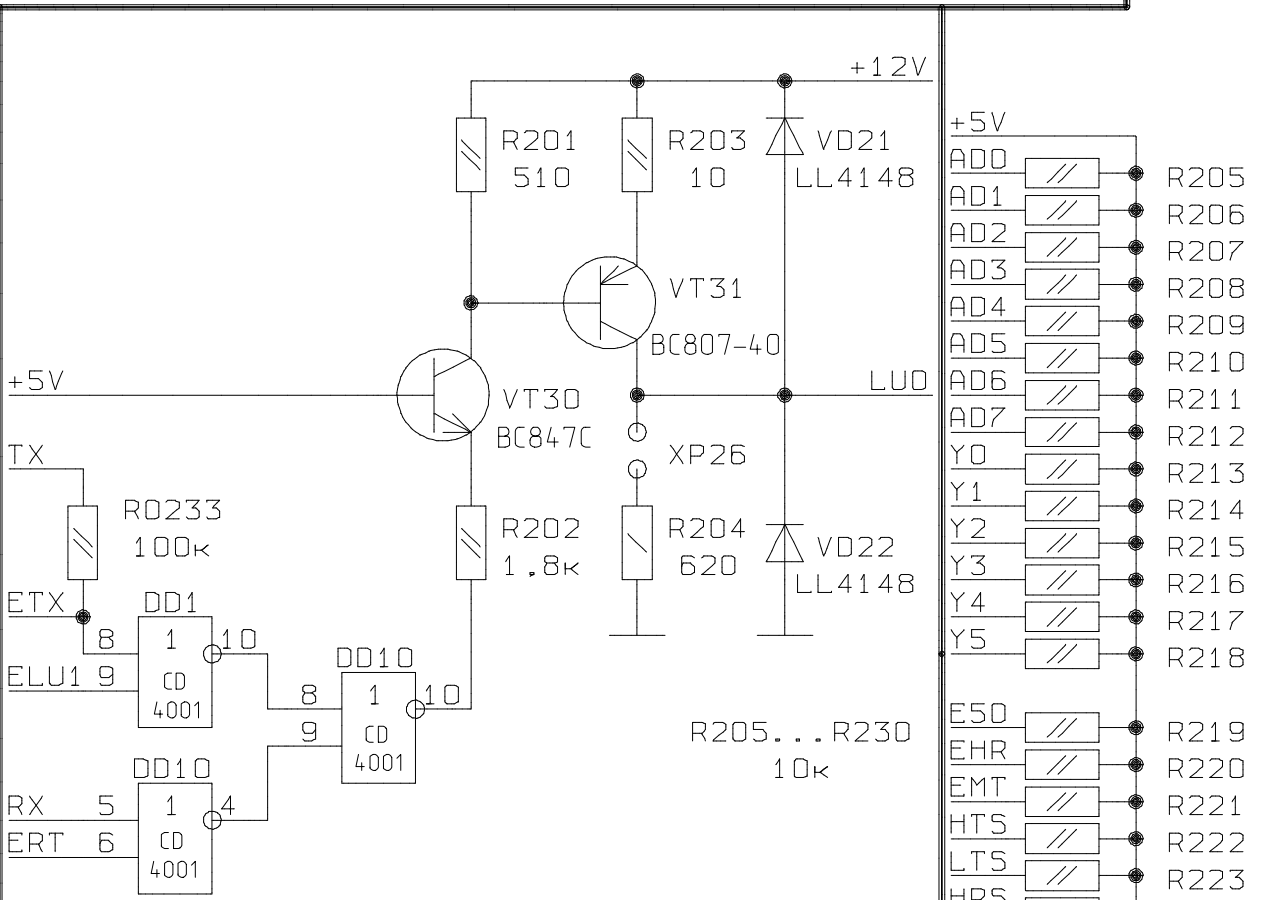 +12V
R201
510
R203
10
VD21
LL4148
VT31
BC807-40
+5V
VT30
BC847C
LU0
TX
R0233
100к
R202
1,8к
XP26
R204
620
VD22
LL4148
ETX
DD1
8
1
10
ELU1
9
CD
4001
DD10
8
1
10
9
CD
4001
R205...R230
10к
DD10
RX
5
1
4
ERT
6
CD
4001
+5V
AD0
R205
AD1
R206
AD2
R207
AD3
R208
AD4
R209
AD5
R210
AD6
R211
AD7
R212
Y0
R213
Y1
R214
Y2
R215
Y3
R216
Y4
R217
Y5
R218
E50
R219
EHR
R220
EMT
R221
HTS
R222
LTS
R223